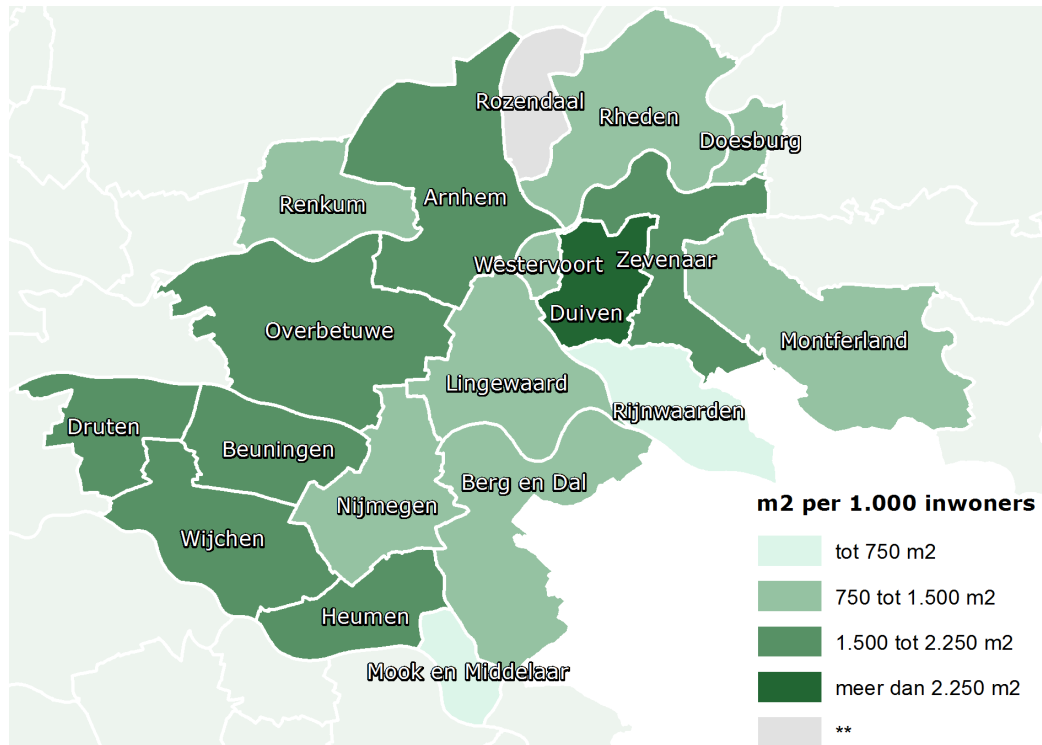 Rozendaal
Rheden
Doesburg
Renkum
Arnhem
Westervoort
Zevenaar
Duiven
Overbetuwe
Montferland
Lingewaard
Rijnwaarden
Druten
Beuningen
Berg en Dal
Nijmegen
Wijchen
Heumen
Mook en Middelaar
m2 per 1.000 inwoners
tot 750 m2
750 tot 1.500 m2
1.500 tot 2.250 m2
meer dan 2.250 m2
**